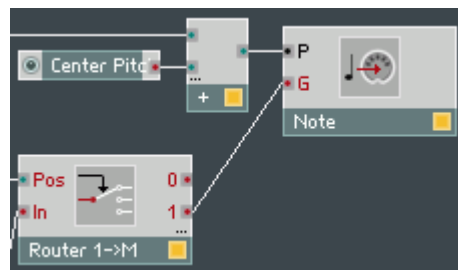 Center Pitc
...
+
P
G
Note
Pos
0
In
1
...
Router 1->M